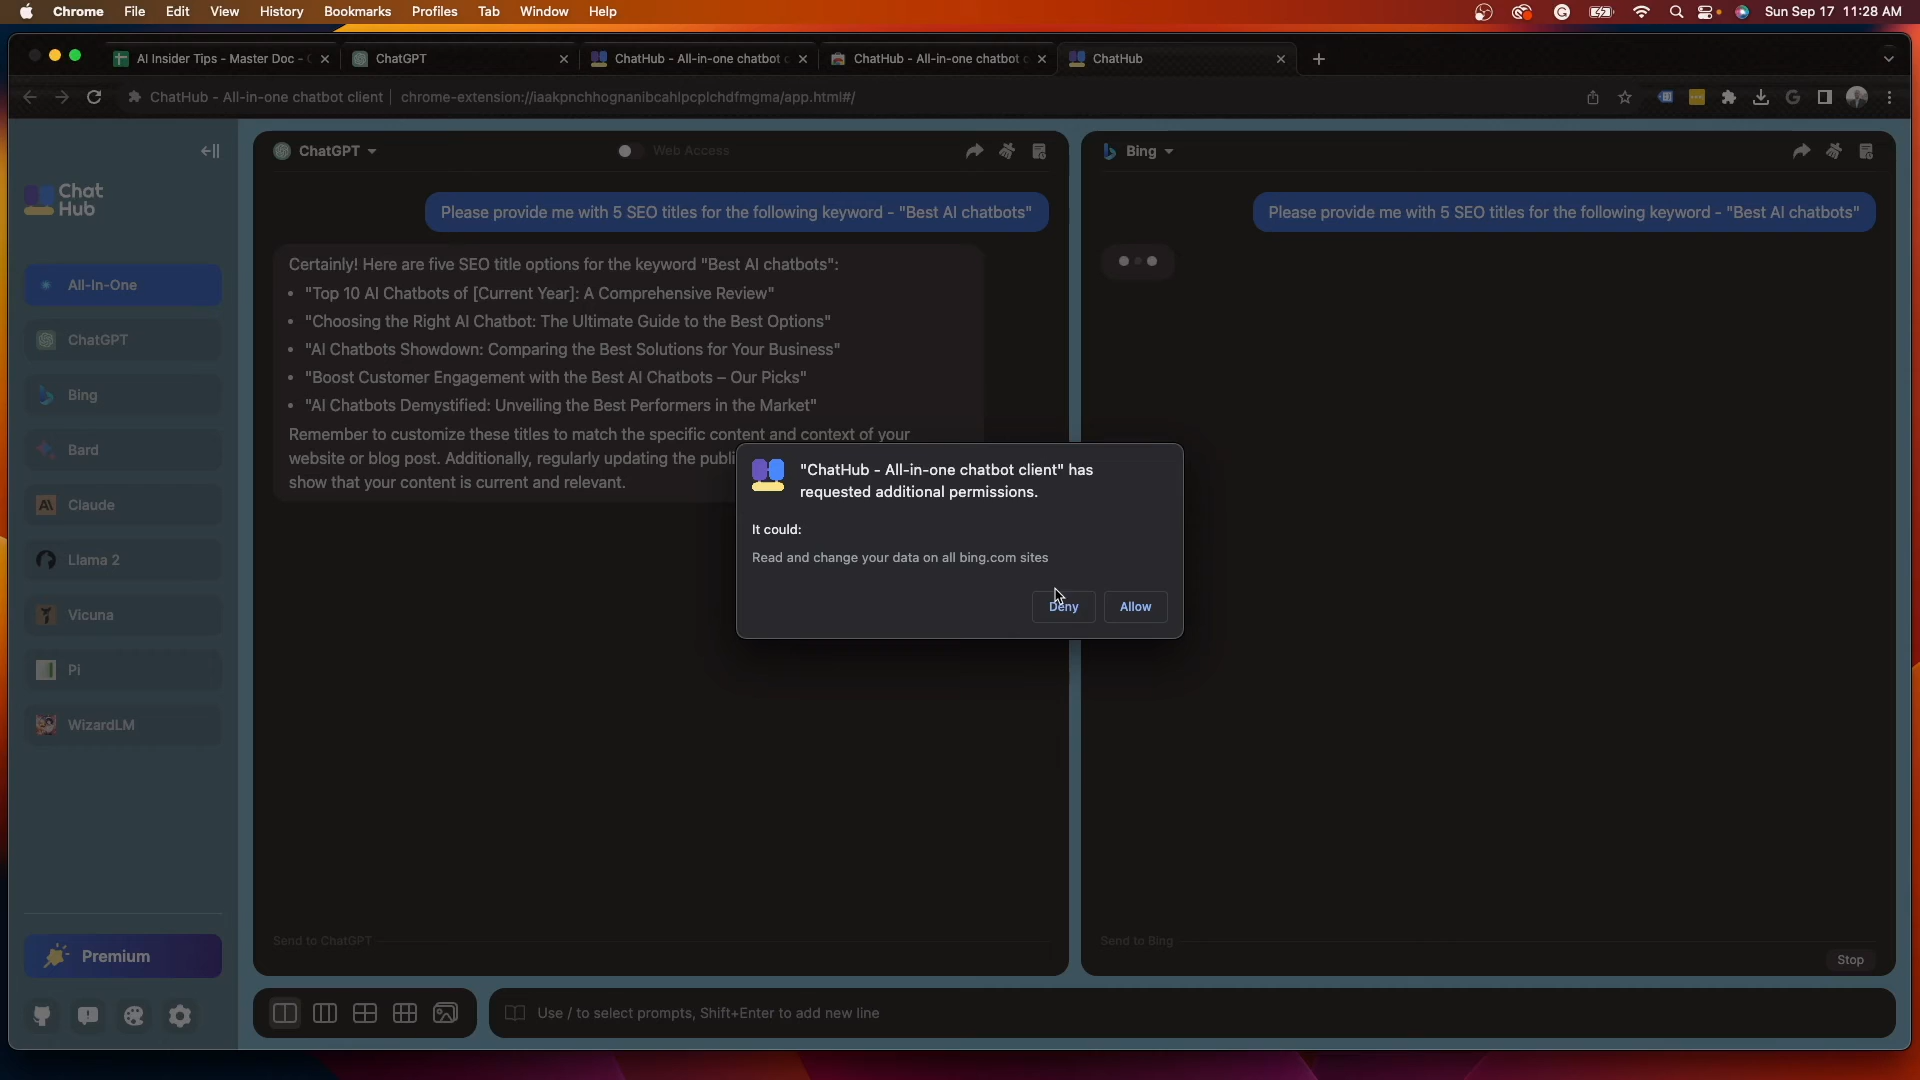 Chrome File Edit View History Bookmarks Profiles Tab Window Help Sun Sep 17 11:28 AM
AI Insider Tips - Master Doc - ChatGPT ChatHub - All-in-one chatbot ChatHub - All-in-one chatbot ChatHub
ChatHub - All-in-one chatbot client chrome-extension://iaakpnchhognanibcahlpcplchdfmgma/app.html#/
Chat
Hub
All-In-One
ChatGPT
Bing
Bard
Claude
Llama 2
Vicuna
Pi
WizardLM
Premium
ChatGPT Web Access
Please provide me with 5 SEO titles for the following keyword - "Best AI chatbots"
Certainly! Here are five SEO title options for the keyword "Best AI chatbots":
• "Top 10 AI Chatbots of [Current Year]: A Comprehensive Review"
• "Choosing the Right AI Chatbot: The Ultimate Guide to the Best Options"
• "AI Chatbots Showdown: Comparing the Best Solutions for Your Business"
• "Boost Customer Engagement with the Best AI Chatbots – Our Picks"
• "AI Chatbots Demystified: Unveiling the Best Performers in the Market"
Remember to customize these titles to match the specific content and context of your
website or blog post. Additionally, regularly updating the
show that your content is current and relevant.
Send to ChatGPT
Bing
Please provide me with 5 SEO titles for the following keyword - "Best AI chatbots"
Send to Bing
Stop
"ChatHub - All-in-one chatbot client" has
requested additional permissions.
It could:
Read and change your data on all bing.com sites
Deny Allow
Use / to select prompts, Shift+Enter to add new line